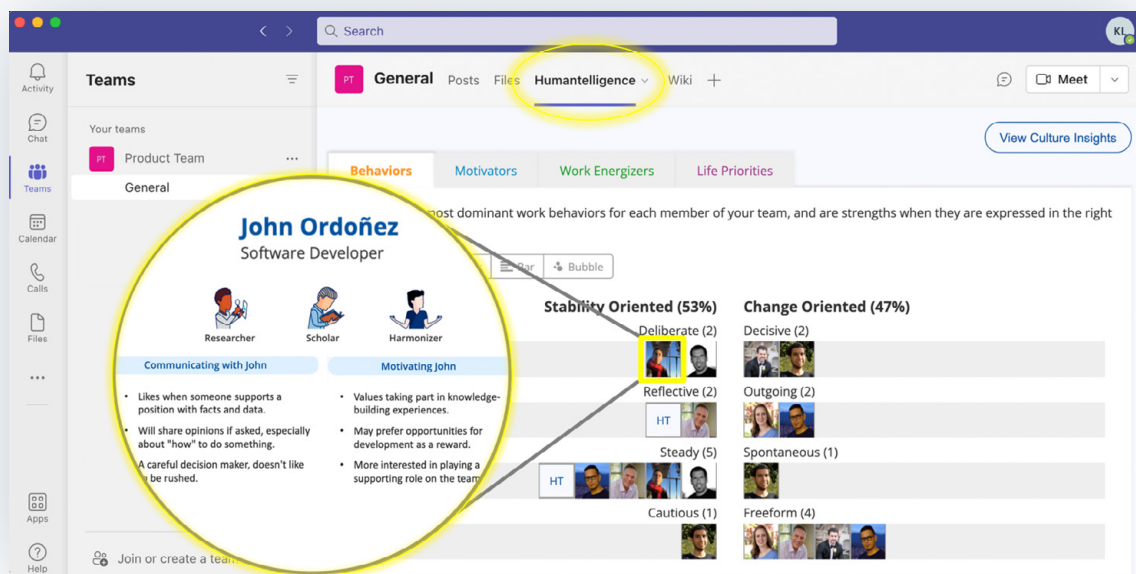 Search
KL
Activity
Chat
Teams
Calendar
Calls
Files
Apps
Help
Teams
Your teams
PT Product Team
General
Join or create a team
PT General Posts Files Humantelligence Wiki
Meet
View Culture Insights
Behaviors Motivators Work Energizers Life Priorities
most dominant work behaviors for each member of your team, and are strengths when they are expressed in the right
Bar Bubble
Stability Oriented (53%) Change Oriented (47%)
Deliberate (2) Decisive (2)
Reflective (2) Outgoing (2)
HT
Steady (5) Spontaneous (1)
HT
Cautious (1) Freeform (4)
John Ordoñez
Software Developer
Researcher Scholar Harmonizer
Communicating with John
• Likes when someone supports a
position with facts and data.
• Will share opinions if asked, especially
about "how" to do something.
A careful decision maker, doesn't like
be rushed.
Motivating John
• Values taking part in knowledge-
building experiences.
• May prefer opportunities for
development as a reward.
• More interested in playing a
supporting role on the team